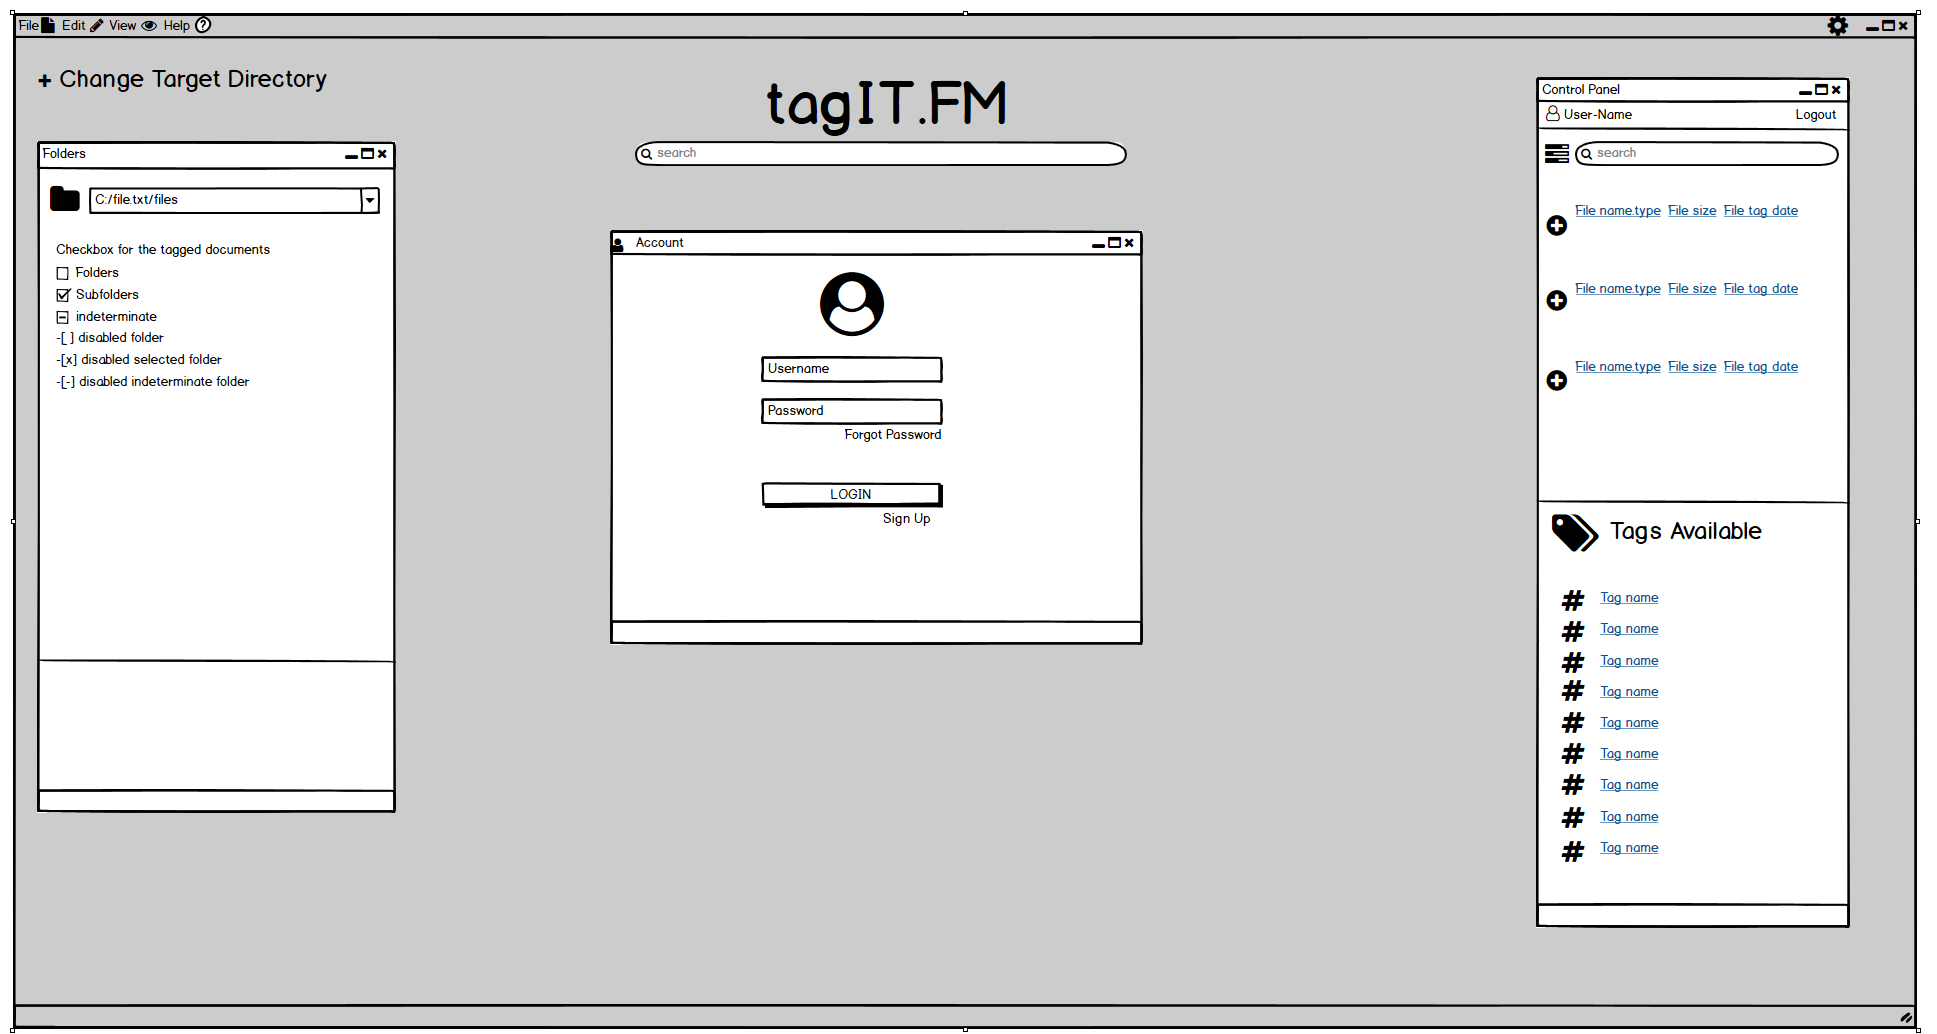 File Edit View Help
+ Change Target Directory
tagIT.FM
search
Folders
C:/file.txt/files
Checkbox for the tagged documents
Folders
Subfolders
indeterminate
-[ ] disabled folder
-[x] disabled selected folder
-[-] disabled indeterminate folder
Account
Username
Password
Forgot Password
LOGIN
Sign Up
Control Panel
User-Name Logout
search
File name.type File size File tag date
File name.type File size File tag date
File name.type File size File tag date
Tags Available
# Tag name
# Tag name
# Tag name
# Tag name
# Tag name
# Tag name
# Tag name
# Tag name
# Tag name